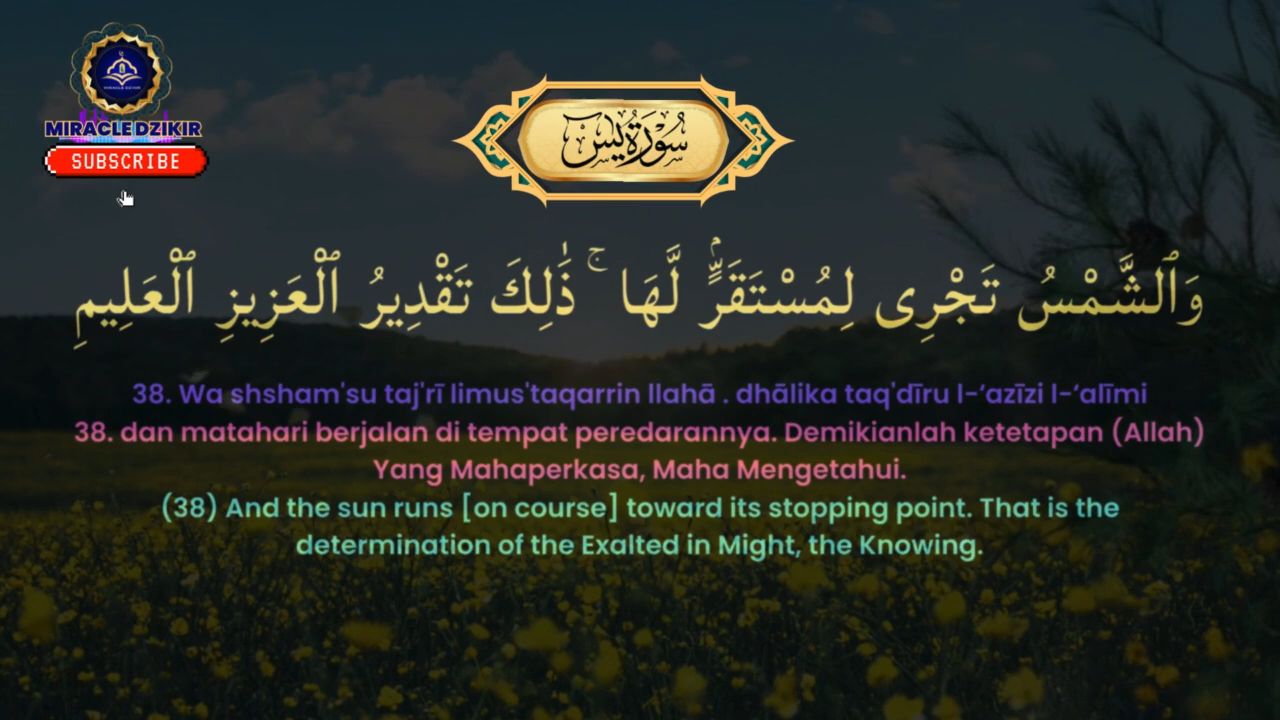 MIRACLE DZIKIR
MIRACLEDZIKIR
SUBSCRIBE
سُورَةُ يس
وَٱلشَّمْسُ تَجْرِى لِمُسْتَقَرٍّۢ لَّهَا ۚ ذَٰلِكَ تَقْدِيرُ ٱلْعَزِيزِ ٱلْعَلِيمِ
38. Wa shsham'su taj'rī limus'taqarrin llahā . dhālika taq'dīru l-‘azīzi l-‘alīmi
38. dan matahari berjalan di tempat peredarannya. Demikianlah ketetapan (Allah)
Yang Mahaperkasa, Maha Mengetahui.
(38) And the sun runs [on course] toward its stopping point. That is the
determination of the Exalted in Might, the Knowing.